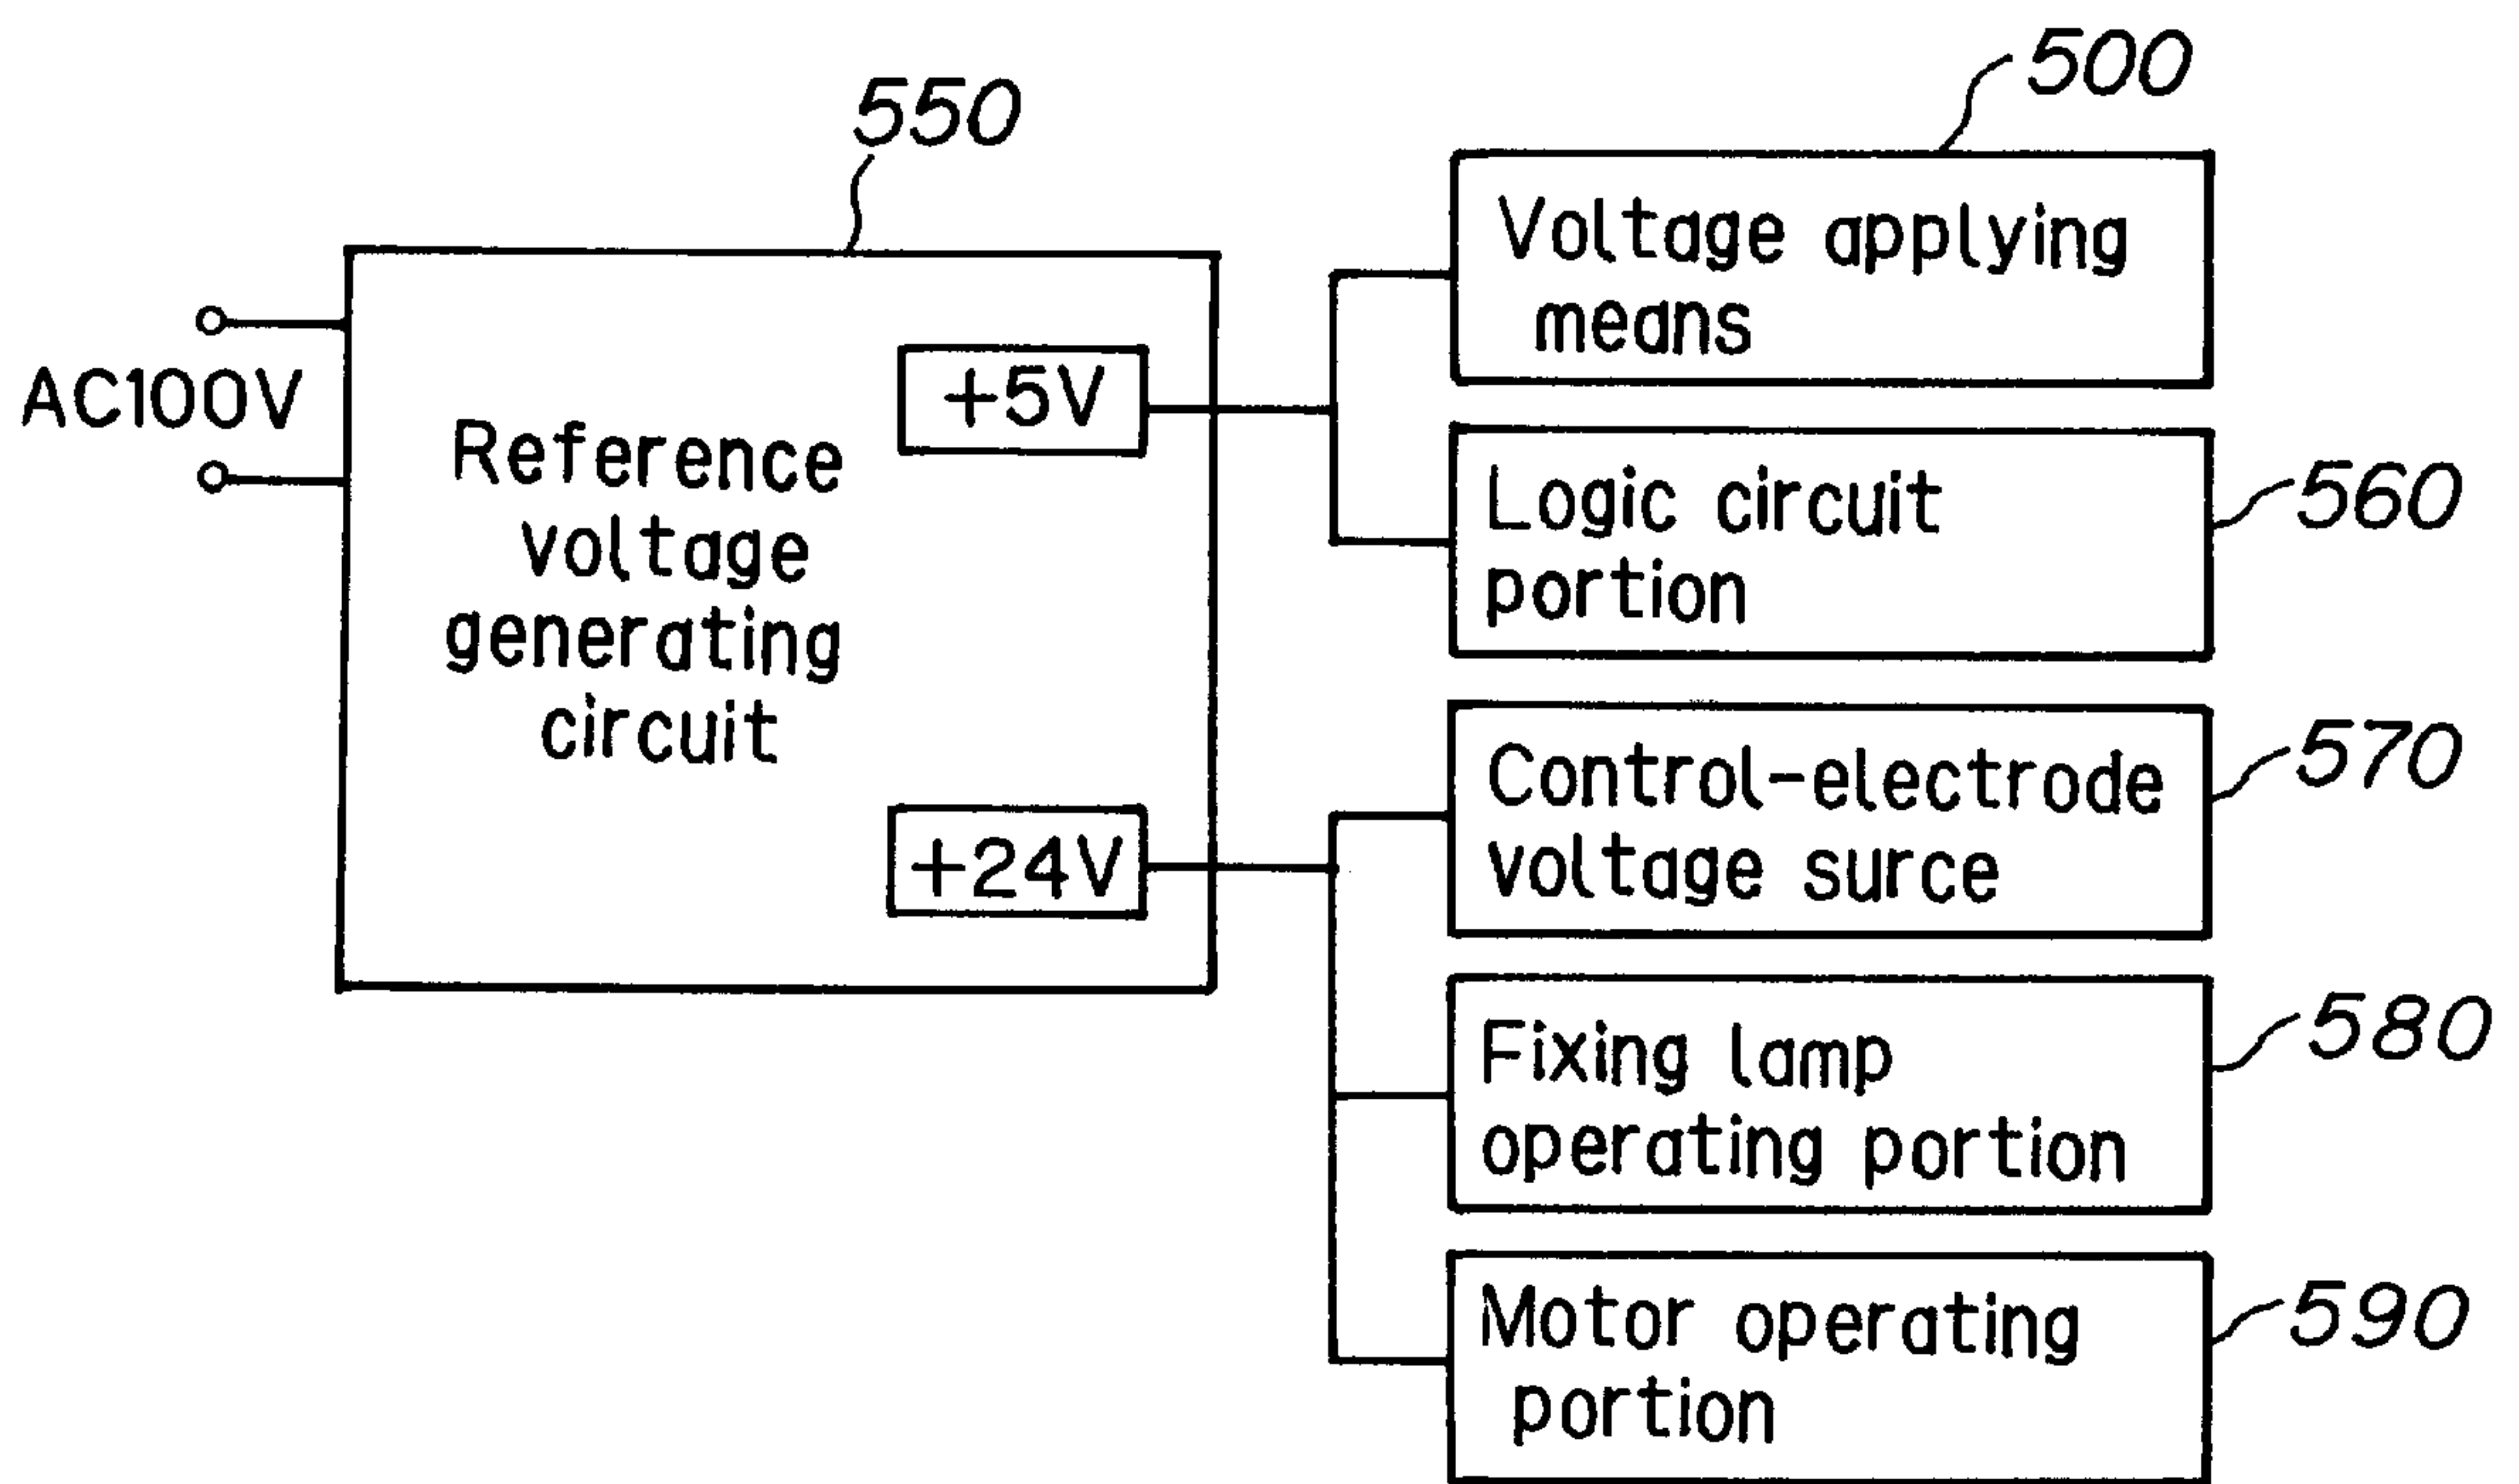 550
500
AC100V
Reference
voltage
generating
circuit
+5V
+24V
Voltage applying
means
Logic circuit
portion
560
Control-electrode
voltage surce
570
Fixing lamp
operating portion
580
Motor operating
portion
590